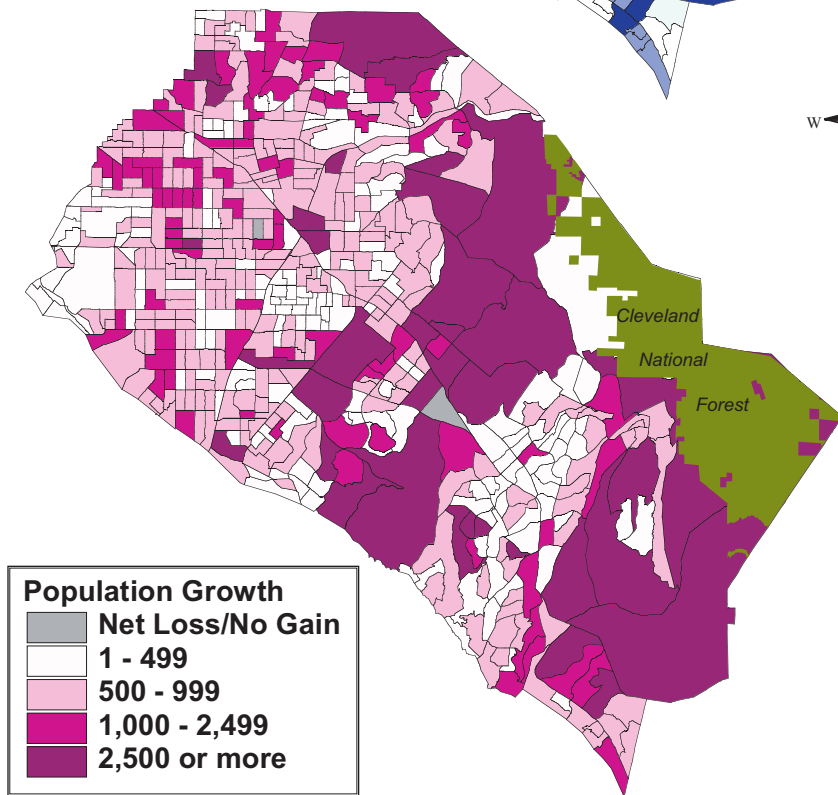 W
Cleveland
National
Forest
Population Growth
Net Loss/No Gain
1 - 499
500 - 999
1,000 - 2,499
2,500 or more